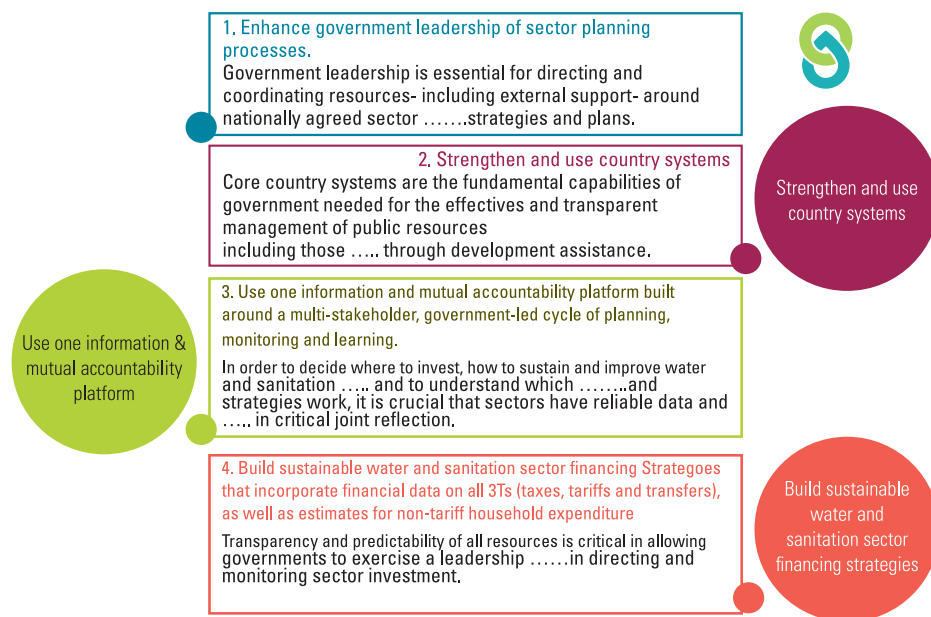 1. Enhance government leadership of sector planning
processes.
Government leadership is essential for directing and
coordinating resources- including external support- around
nationally agreed sector …….strategies and plans.
2. Strengthen and use country systems
Core country systems are the fundamental capabilities of
government needed for the effectives and transparent
management of public resources
including those ….. through development assistance.
Strengthen and use
country systems
3. Use one information and mutual accountability platform built
around a multi-stakeholder, government-led cycle of planning,
monitoring and learning.
In order to decide where to invest, how to sustain and improve water
and sanitation ….. and to understand which ……..and
strategies work, it is crucial that sectors have reliable data and
….. in critical joint reflection.
Use one information &
mutual accountability
platform
4. Build sustainable water and sanitation sector financing Strategoes
that incorporate financial data on all 3Ts (taxes, tariffs and transfers),
as well as estimates for non-tariff household expenditure
Transparency and predictability of all resources is critical in allowing
governments to exercise a leadership ……in directing and
monitoring sector investment.
Build sustainable
water and
sanitation sector
financing strategies